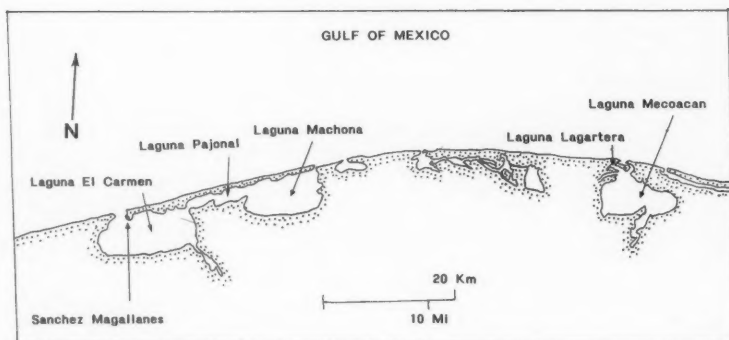 GULF OF MEXICO
N
Laguna Mecoacan
Laguna Machona
Laguna Lagartera
Laguna Pajonal
Laguna El Carmen
20 Km
10 Mi
Sanchez Magallanes